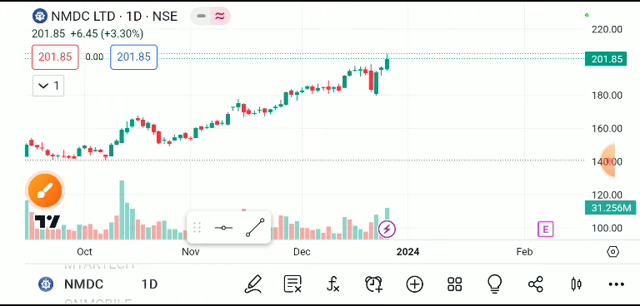 NMDC LTD · 1D · NSE
201.85 +6.45 (+3.30%)
201.85 0.00 201.85
1
220.00
201.85
180.00
160.00
140.00
120.00
31.256M
100.00
E
Oct Nov Dec 2024 Feb
NMDC 1D